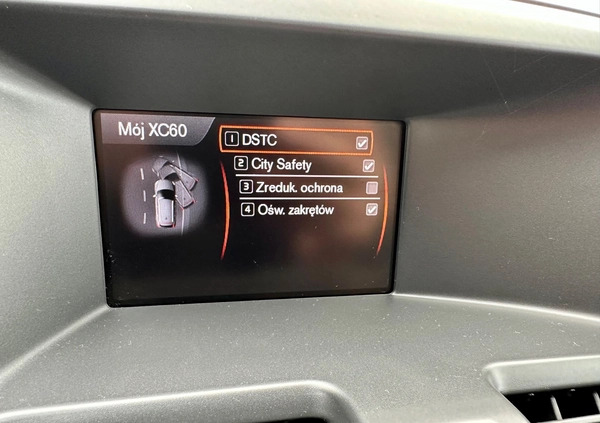 Mój XC60
1 DSTC
2 City Safety
3 Zreduk. ochrona
4 Ośw. zakrętów